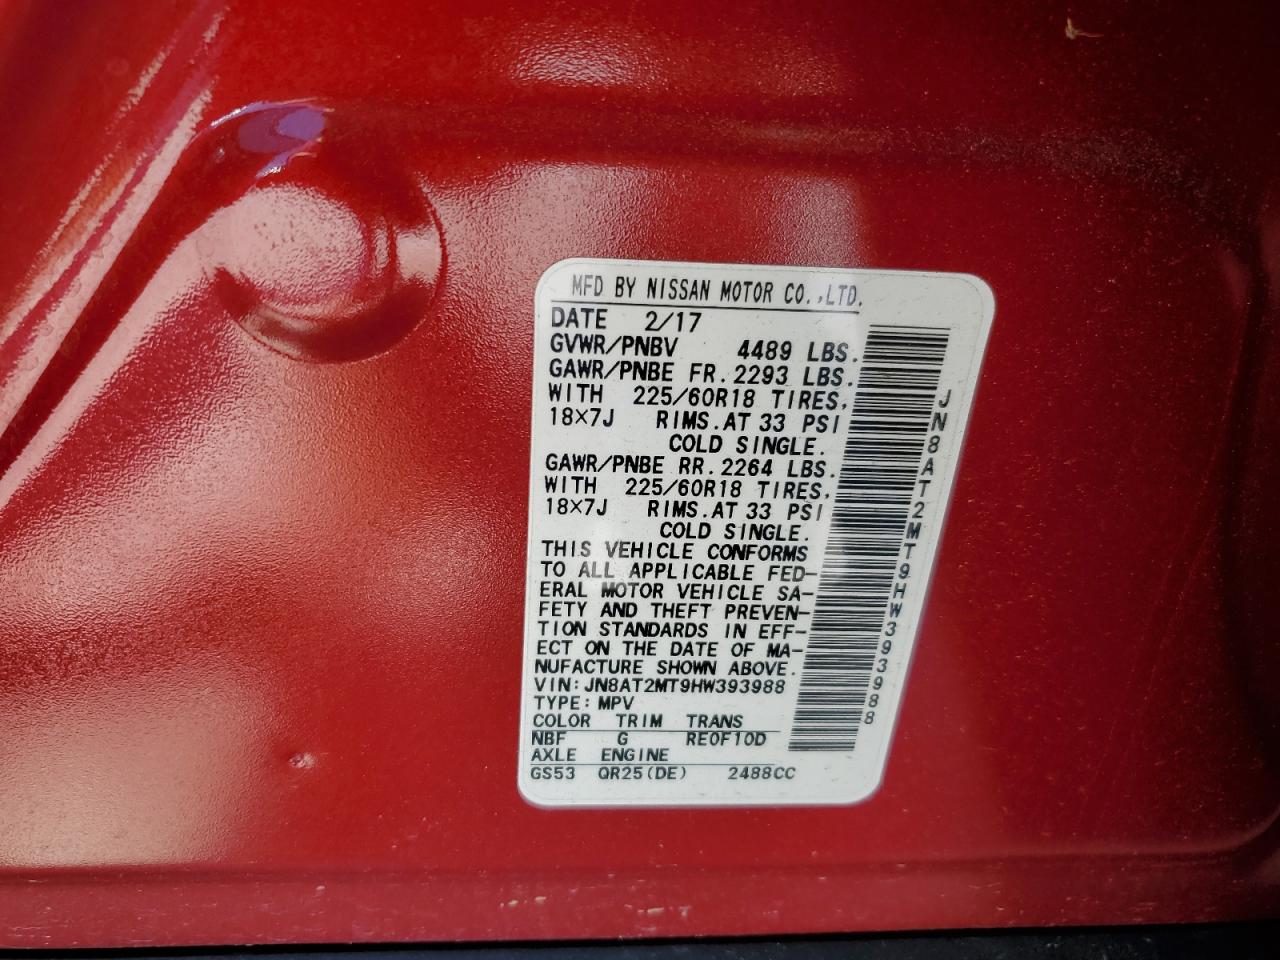 MFD BY NISSAN MOTOR CO.,LTD.
DATE 2/17
GVWR/PNBV 4489 LBS.
GAWR/PNBE FR. 2293 LBS.
WITH 225/60R18 TIRES,
18×7J RIMS.AT 33 PSI
COLD SINGLE.
GAWR/PNBE RR. 2264 LBS.
WITH 225/60R18 TIRES,
18×7J RIMS.AT 33 PSI
COLD SINGLE.
THIS VEHICLE CONFORMS
TO ALL APPLICABLE FED-
ERAL MOTOR VEHICLE SA-
FETY AND THEFT PREVEN-
TION STANDARDS IN EFF-
ECT ON THE DATE OF MA-
NUFACTURE SHOWN ABOVE.
VIN: JN8AT2MT9HW393988
TYPE: MPV
COLOR TRIM TRANS
NBF G RE0F10D
AXLE ENGINE
GS53 QR25(DE) 2488CC
JN8AT2MT9HW393988